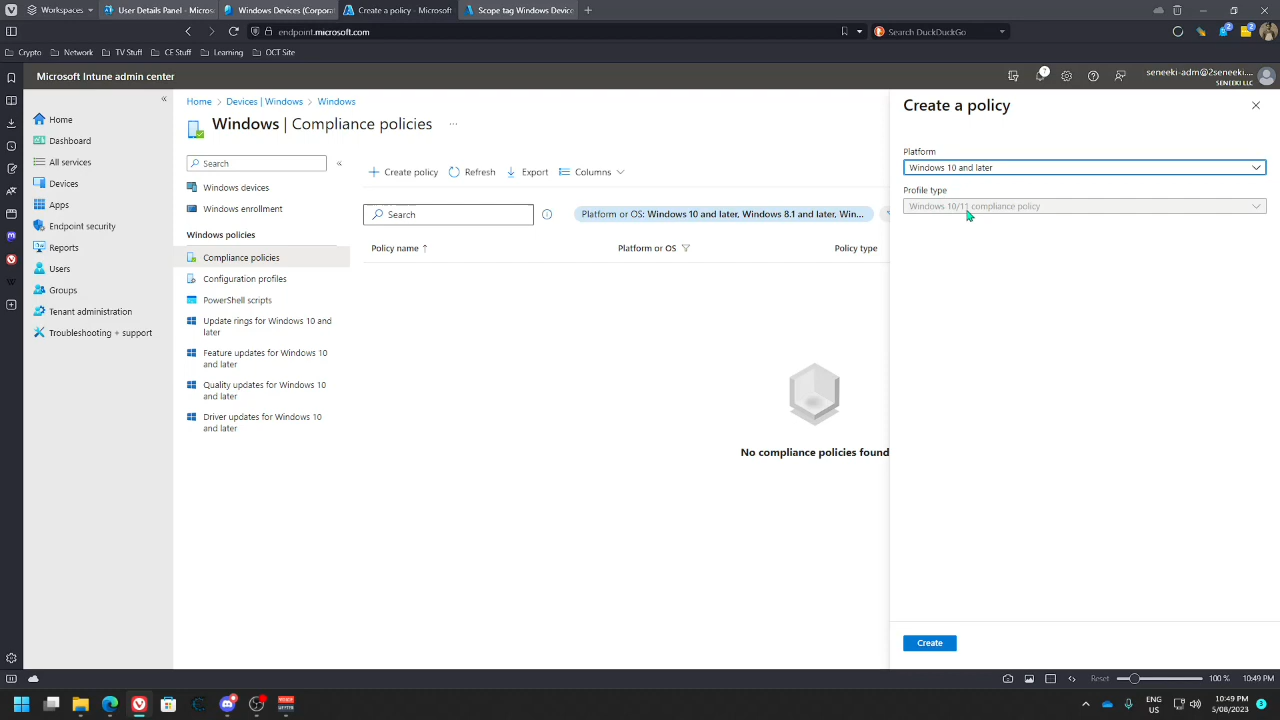 Workspaces
User Details Panel - Micros
Windows Devices (Corporat
Create a policy - Microsoft
Scope tag Windows Device
endpoint.microsoft.com
Search DuckDuckGo
2
2
Crypto
Network
TV Stuff
CF Stuff
Learning
OCT Site
Microsoft Intune admin center
seneeki-adm@2seneeki....
SENEEKI LLC
Home
Dashboard
All services
Devices
Apps
Endpoint security
Reports
Users
Groups
Tenant administration
Troubleshooting + support
Home > Devices | Windows > Windows
Windows | Compliance policies
Search
Windows devices
Windows enrollment
Windows policies
Compliance policies
Configuration profiles
PowerShell scripts
Update rings for Windows 10 and
later
Feature updates for Windows 10
and later
Quality updates for Windows 10
and later
Driver updates for Windows 10
and later
Create policy
Refresh
Export
Columns
Search
Platform or OS: Windows 10 and later, Windows 8.1 and later, Win...
Policy name
Platform or OS
Policy type
No compliance policies found
Create a policy
Platform
Windows 10 and later
Profile type
Windows 10/11 compliance policy
Create
Reset
100 %
10:49 PM
ENG
US
10:49 PM
5/08/2023
3